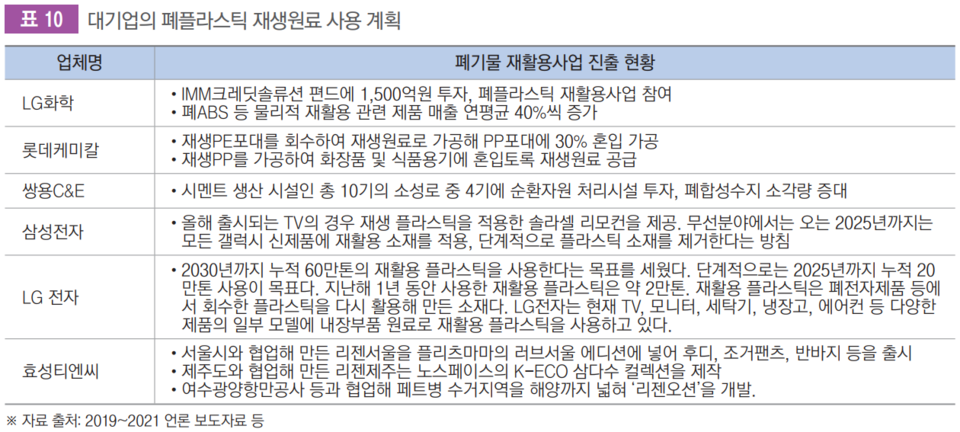 표 10 대기업의 폐플라스틱 재생원료 사용 계획
업체명 폐기물 재활용사업 진출 현황
LG화학
• IMM크레딧솔류션 펀드에 1,500억원 투자, 폐플라스틱 재활용사업 참여
• 폐ABS 등 물리적 재활용 관련 제품 매출 연평균 40%씩 증가
롯데케미칼
• 재생PE포대를 회수하여 재생원료로 가공해 PP포대에 30% 혼입 가공
• 재생PP를 가공하여 화장품 및 식품용기에 혼입토록 재생원료 공급
쌍용C&E
• 시멘트 생산 시설인 총 10기의 소성로 중 4기에 순환자원 처리시설 투자, 폐합성수지 소각량 증대
삼성전자
• 올해 출시되는 TV의 경우 재생 플라스틱을 적용한 솔라셀 리모컨을 제공. 무선분야에서는 오는 2025년까지는
모든 갤럭시 신제품에 재활용 소재를 적용, 단계적으로 플라스틱 소재를 제거한다는 방침
LG 전자
• 2030년까지 누적 60만톤의 재활용 플라스틱을 사용한다는 목표를 세웠다. 단계적으로는 2025년까지 누적 20
만톤 사용이 목표다. 지난해 1년 동안 사용한 재활용 플라스틱은 약 2만톤. 재활용 플라스틱은 폐전자제품 등에
서 회수한 플라스틱을 다시 활용해 만든 소재다. LG전자는 현재 TV, 모니터, 세탁기, 냉장고, 에어컨 등 다양한
제품의 일부 모델에 내장부품 원료로 재활용 플라스틱을 사용하고 있다.
효성티엔씨
• 서울시와 협업해 만든 리젠서울을 플리츠마마의 러브서울 에디션에 넣어 후디, 조거팬츠, 반바지 등을 출시
• 제주도와 협업해 만든 리젠제주는 노스페이스의 K-ECO 삼다수 컬렉션을 제작
• 여수광양항만공사 등과 협업해 페트병 수거지역을 해양까지 넓혀 ‘리젠오션’을 개발.
※ 자료 출처: 2019~2021 언론 보도자료 등